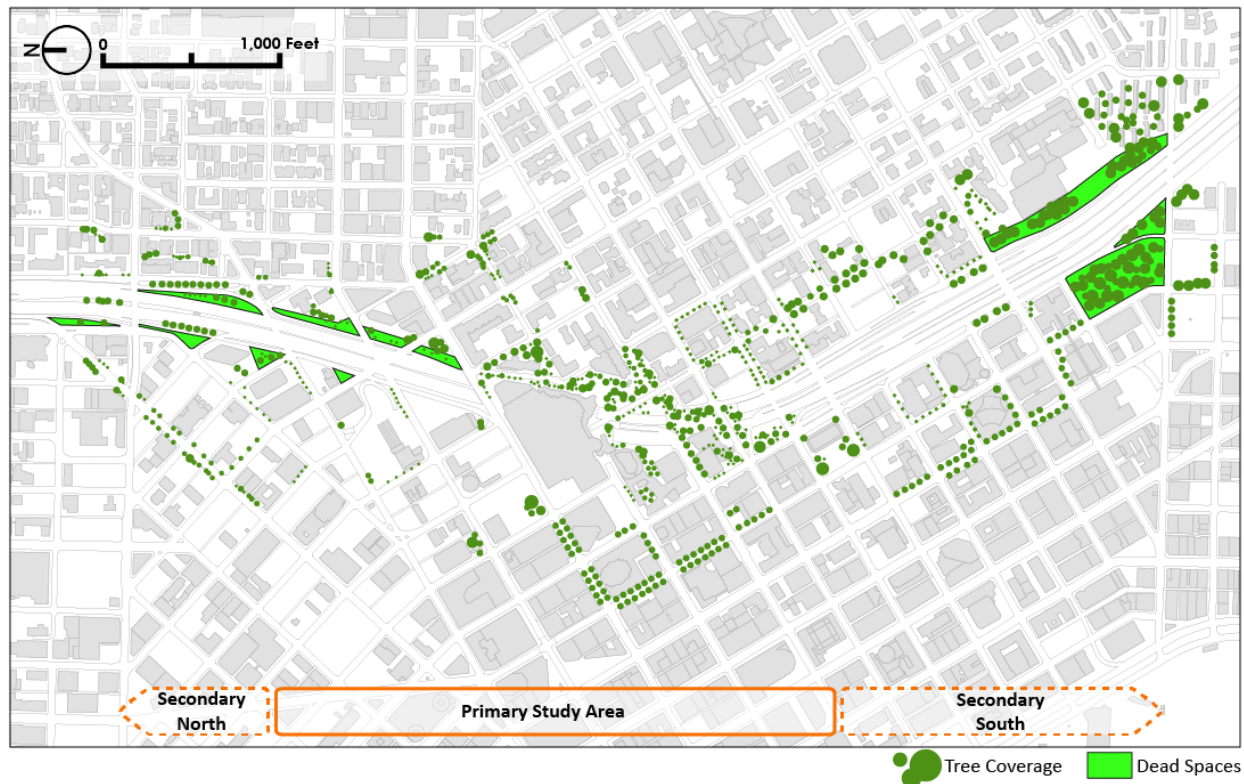 N
0
1,000 Feet
Secondary
North
Primary Study Area
Secondary
South
Tree Coverage
Dead Spaces